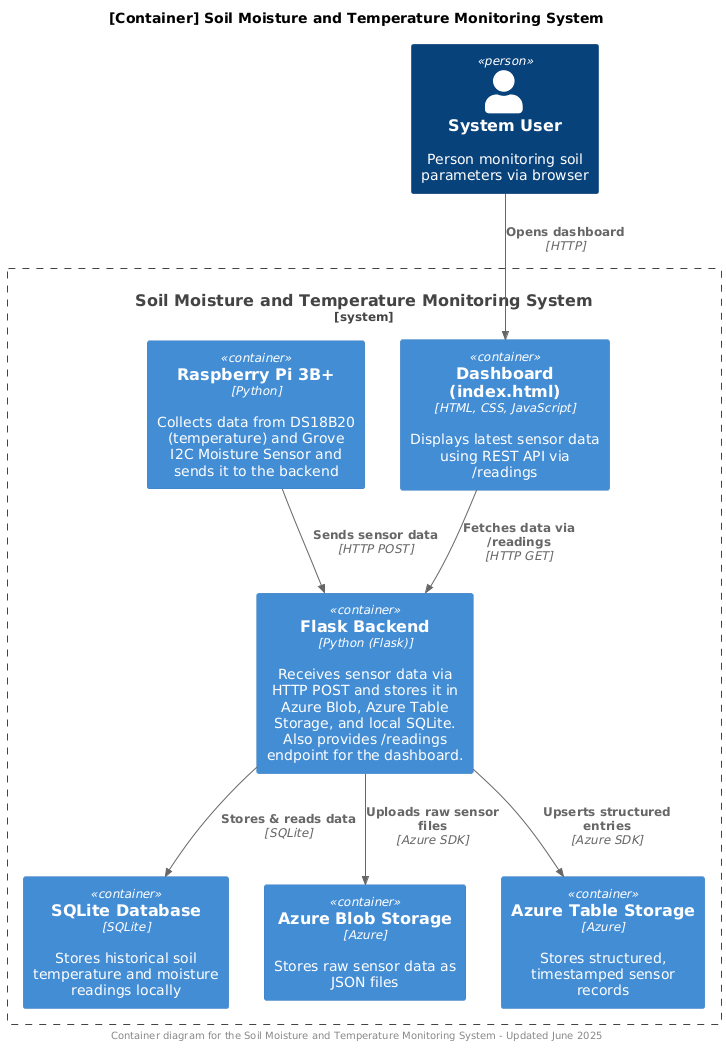 [Container] Soil Moisture and Temperature Monitoring System
«person»
System User
Person monitoring soil
parameters via browser
Opens dashboard
[HTTP]
Soil Moisture and Temperature Monitoring System
[system]
«container»
Raspberry Pi 3B+
[Python]
Collects data from DS18B20
(temperature) and Grove
I2C Moisture Sensor and
sends it to the backend
«container»
Dashboard
(index.html)
[HTML, CSS, JavaScript]
Displays latest sensor data
using REST API via
/readings
Sends sensor data
[HTTP POST]
Fetches data via
/readings
[HTTP GET]
«container»
Flask Backend
[Python (Flask)]
Receives sensor data via
HTTP POST and stores it in
Azure Blob, Azure Table
Storage, and local SQLite.
Also provides /readings
endpoint for the dashboard.
Stores & reads data
[SQLite]
Uploads raw sensor
files
[Azure SDK]
Upserts structured
entries
[Azure SDK]
«container»
SQLite Database
[SQLite]
Stores historical soil
temperature and moisture
readings locally
«container»
Azure Blob Storage
[Azure]
Stores raw sensor data as
JSON files
«container»
Azure Table Storage
[Azure]
Stores structured,
timestamped sensor
records
Container diagram for the Soil Moisture and Temperature Monitoring System - Updated June 2025